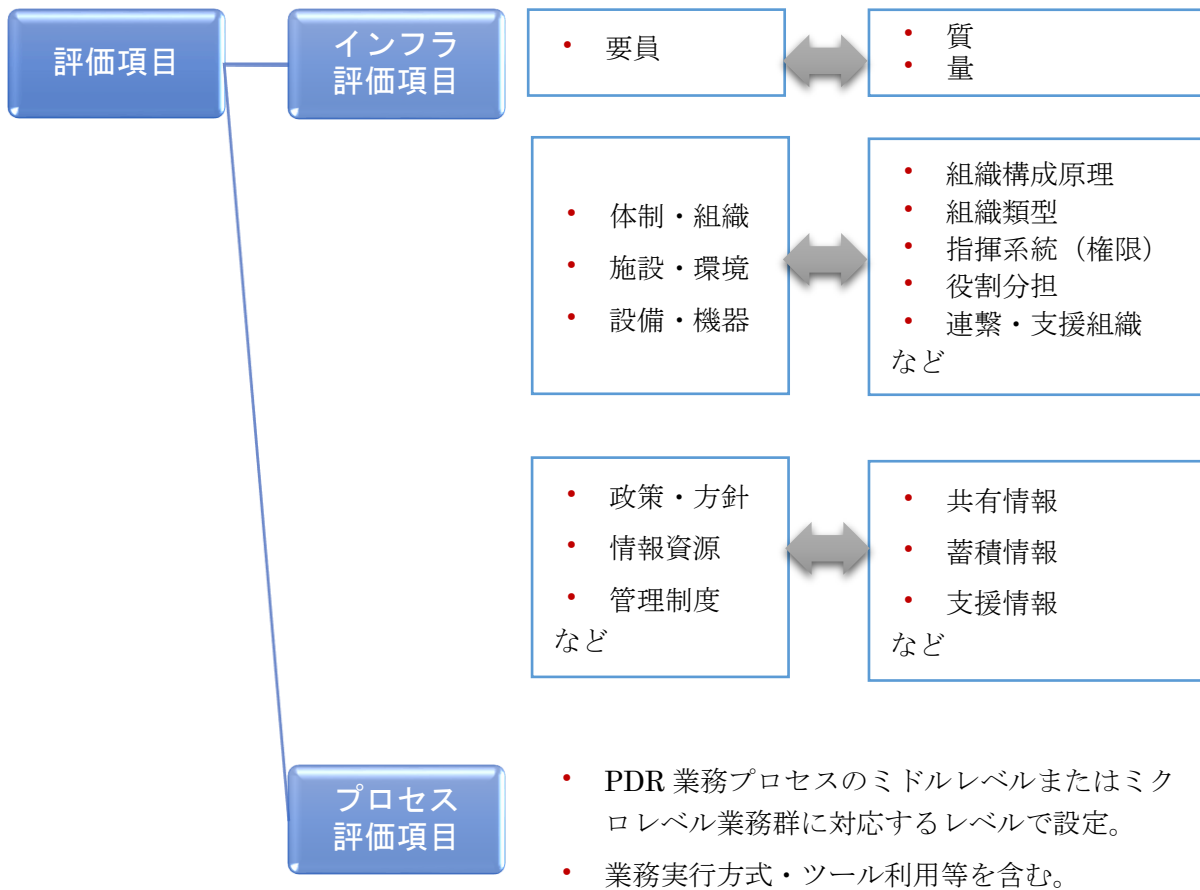 評価項目
インフラ
評価項目
• 要員
• 質
• 量
• 体制・組織
• 施設・環境
• 設備・機器
• 組織構成原理
• 組織類型
• 指揮系統（権限）
• 役割分担
• 連繋・支援組織
など
• 政策・方針
• 情報資源
• 管理制度
など
• 共有情報
• 蓄積情報
• 支援情報
など
プロセス
評価項目
• PDR 業務プロセスのミドルレベルまたはミク
ロレベル業務群に対応するレベルで設定。
• 業務実行方式・ツール利用等を含む。